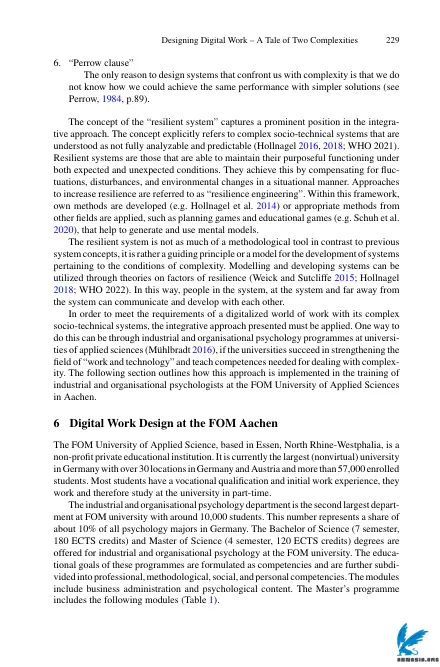 Designing Digital Work – A Tale of Two Complexities 229
6. “Perrow clause”
The only reason to design systems that confront us with complexity is that we do
not know how we could achieve the same performance with simpler solutions (see
Perrow, 1984, p.89).
The concept of the “resilient system” captures a prominent position in the integra-
tive approach. The concept explicitly refers to complex socio-technical systems that are
understood as not fully analyzable and predictable (Hollnagel 2016, 2018; WHO 2021).
Resilient systems are those that are able to maintain their purposeful functioning under
both expected and unexpected conditions. They achieve this by compensating for fluc-
tuations, disturbances, and environmental changes in a situational manner. Approaches
to increase resilience are referred to as “resilience engineering”. Within this framework,
own methods are developed (e.g. Hollnagel et al. 2014) or appropriate methods from
other fields are applied, such as planning games and educational games (e.g. Schuh et al.
2020), that help to generate and use mental models.
The resilient system is not as much of a methodological tool in contrast to previous
system concepts, it is rather a guiding principle or a model for the development of systems
pertaining to the conditions of complexity. Modelling and developing systems can be
utilized through theories on factors of resilience (Weick and Sutcliffe 2015; Hollnagel
2018; WHO 2022). In this way, people in the system, at the system and far away from
the system can communicate and develop with each other.
In order to meet the requirements of a digitalized world of work with its complex
socio-technical systems, the integrative approach presented must be applied. One way to
do this can be through industrial and organisational psychology programmes at universi-
ties of applied sciences (Mühlbradt 2016), if the universities succeed in strengthening the
field of “work and technology” and teach competences needed for dealing with complex-
ity. The following section outlines how this approach is implemented in the training of
industrial and organisational psychologists at the FOM University of Applied Sciences
in Aachen.
6 Digital Work Design at the FOM Aachen
The FOM University of Applied Science, based in Essen, North Rhine-Westphalia, is a
non-profit private educational institution. It is currently the largest (nonvirtual) university
in Germany with over 30 locations in Germany and Austria and more than 57,000 enrolled
students. Most students have a vocational qualification and initial work experience, they
work and therefore study at the university in part-time.
The industrial and organisational psychology department is the second largest depart-
ment at FOM university with around 10,000 students. This number represents a share of
about 10% of all psychology majors in Germany. The Bachelor of Science (7 semester,
180 ECTS credits) and Master of Science (4 semester, 120 ECTS credits) degrees are
offered for industrial and organisational psychology at the FOM university. The educa-
tional goals of these programmes are formulated as competencies and are further subdi-
vided into professional, methodological, social, and personal competencies. The modules
include business administration and psychological content. The Master’s programme
includes the following modules (Table 1).